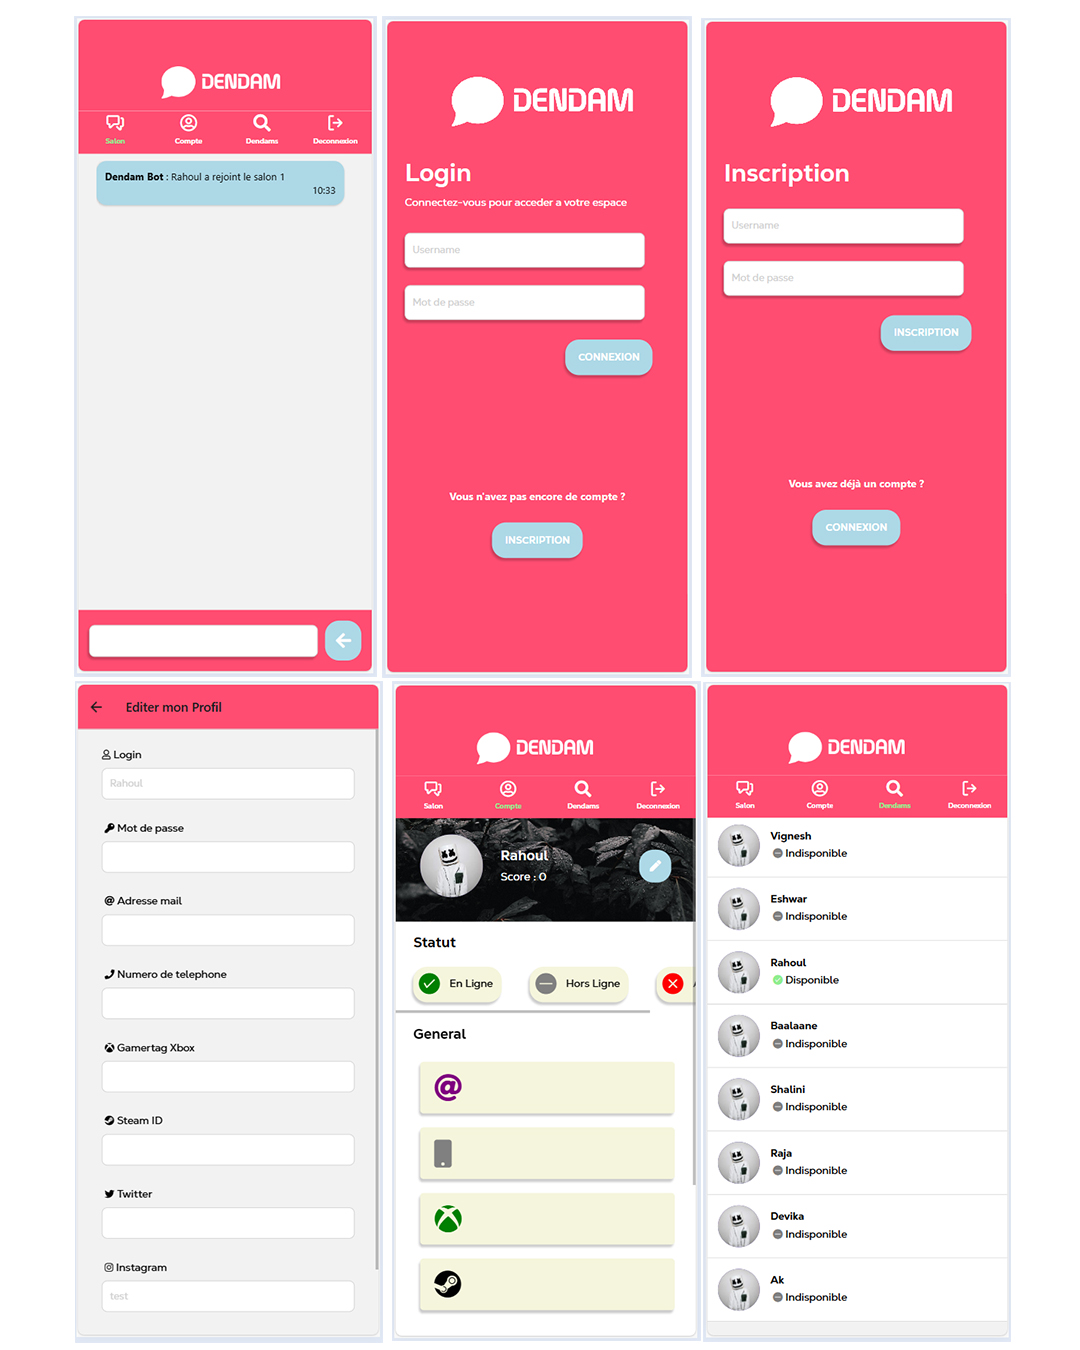 DENDAM
Salon
Compte
Dendams
Deconnexion
Dendam Bot : Rahoul a rejoint le salon 1
10:33
DENDAM
Login
Connectez-vous pour acceder a votre espace
Username
Mot de passe
CONNEXION
Vous n'avez pas encore de compte ?
INSCRIPTION
DENDAM
Inscription
Username
Mot de passe
INSCRIPTION
Vous avez déjà un compte ?
CONNEXION
Editer mon Profil
Login
Rahoul
Mot de passe
Adresse mail
Numero de telephone
Gamertag Xbox
Steam ID
Twitter
Instagram
test
DENDAM
Salon
Compte
Dendams
Deconnexion
Rahoul
Score : 0
Statut
En Ligne
Hors Ligne
General
DENDAM
Salon
Compte
Dendams
Deconnexion
Vignesh
Indisponible
Eshwar
Indisponible
Rahoul
Disponible
Baalaane
Indisponible
Shalini
Indisponible
Raja
Indisponible
Devika
Indisponible
Ak
Indisponible